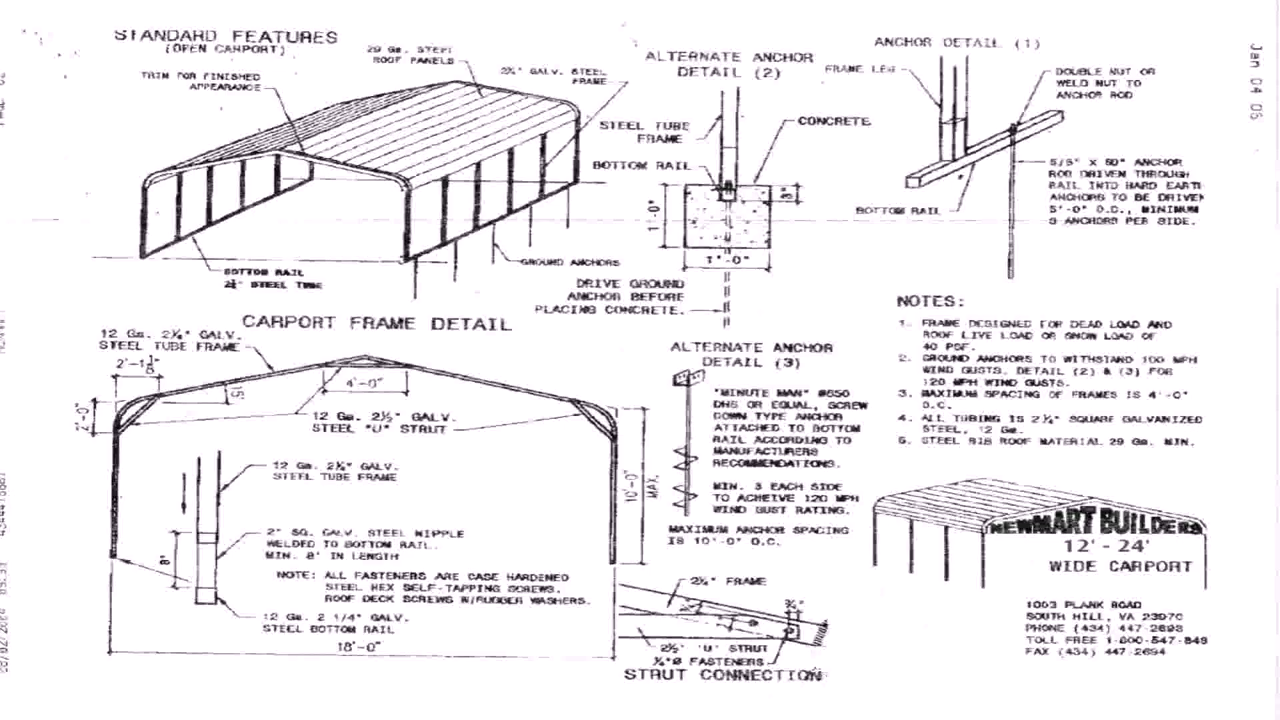 STANDARD FEATURES
(OPEN CARPORT)
29 Ga. STEEL
ROOF PANELS
TRIM FOR FINISHED
APPEARANCE
2¼" GALV. STEEL
FRAME
BOTTOM RAIL
2¼" STEEL TUBE
GROUND ANCHORS
ALTERNATE ANCHOR
DETAIL (2)
STEEL TUBE
FRAME
BOTTOM RAIL
CONCRETE
1'-0"
8"
1'-0"
DRIVE GROUND
ANCHOR BEFORE
PLACING CONCRETE.
ANCHOR DETAIL (1)
FRAME LEG
DOUBLE NUT OR
WELD NUT TO
ANCHOR ROD
5/8" X 60" ANCHOR
ROD DRIVEN THROUGH
RAIL INTO HARD EARTH
ANCHORS TO BE DRIVEN
5'-0" O.C., MINIMUM
3 ANCHORS PER SIDE.
BOTTOM RAIL
Jan 04 05
CARPORT FRAME DETAIL
12 Ga. 2¼" GALV.
STEEL TUBE FRAME
2'-0"
4'-0"
12 Ga. 2½" GALV.
STEEL "U" STRUT
12 Ga. 2¼" GALV.
STEEL TUBE FRAME
8"
2" SQ. GALV. STEEL NIPPLE
WELDED TO BOTTOM RAIL.
MIN. 8" IN LENGTH
NOTE: ALL FASTENERS ARE CASE HARDENED
STEEL HEX SELF-TAPPING SCREWS.
ROOF DECK SCREWS W/RUBBER WASHERS.
12 Ga. 2 1/4" GALV.
STEEL BOTTOM RAIL
18'-0"
10'-0"
MAX.
ALTERNATE ANCHOR
DETAIL (3)
"MINUTE MAN" #650
DHS OR EQUAL, SCREW
DOWN TYPE ANCHOR
ATTACHED TO BOTTOM
RAIL ACCORDING TO
MANUFACTURERS
RECOMMENDATIONS.
MIN. 3 EACH SIDE
TO ACHEIVE 120 MPH
WIND GUST RATING.
MAXIMUM ANCHOR SPACING
IS 10'-0" O.C.
2¼" FRAME
2½" 'U' STRUT
¼"Ø FASTENERS
STRUT CONNECTION
NOTES:
1. FRAME DESIGNED FOR DEAD LOAD AND
ROOF LIVE LOAD OR SNOW LOAD OF
40 PSF.
2. GROUND ANCHORS TO WITHSTAND 100 MPH
WIND GUSTS. DETAIL (2) & (3) FOR
120 MPH WIND GUSTS.
3. MAXIMUM SPACING OF FRAMES IS 4'-0"
O.C.
4. ALL TUBING IS 2¼" SQUARE GALVANIZED
STEEL, 12 Ga.
5. STEEL RIB ROOF MATERIAL 29 Ga. MIN.
NEWMART BUILDERS
12' - 24'
WIDE CARPORT
1003 PLANK ROAD
SOUTH HILL, VA 23970
PHONE (434) 447-2693
TOLL FREE 1-800-547-849
FAX (434) 447-2694